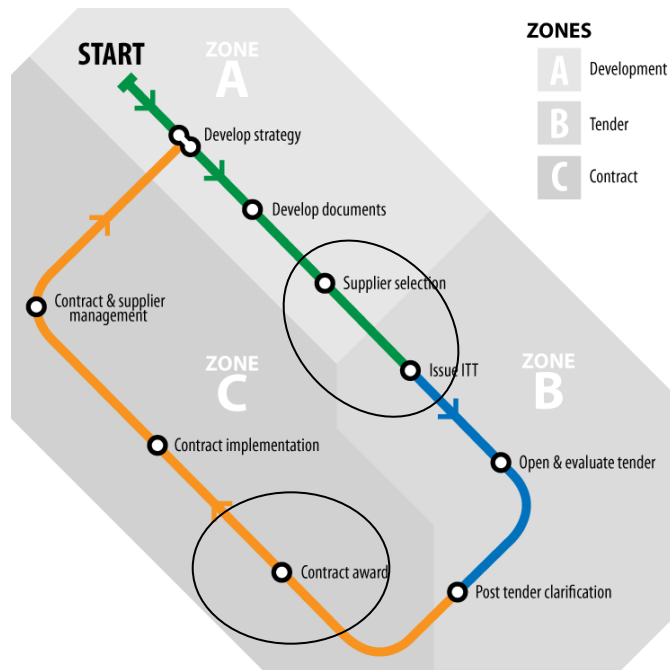 ZONES
START
ZONE
A
A Development
Develop strategy
B Tender
C Contract
Develop documents
Supplier selection
Contract & supplier
management
Issue ITT
ZONE
B
ZONE
C
Contract implementation
Open & evaluate tender
Contract award
Post tender clarification